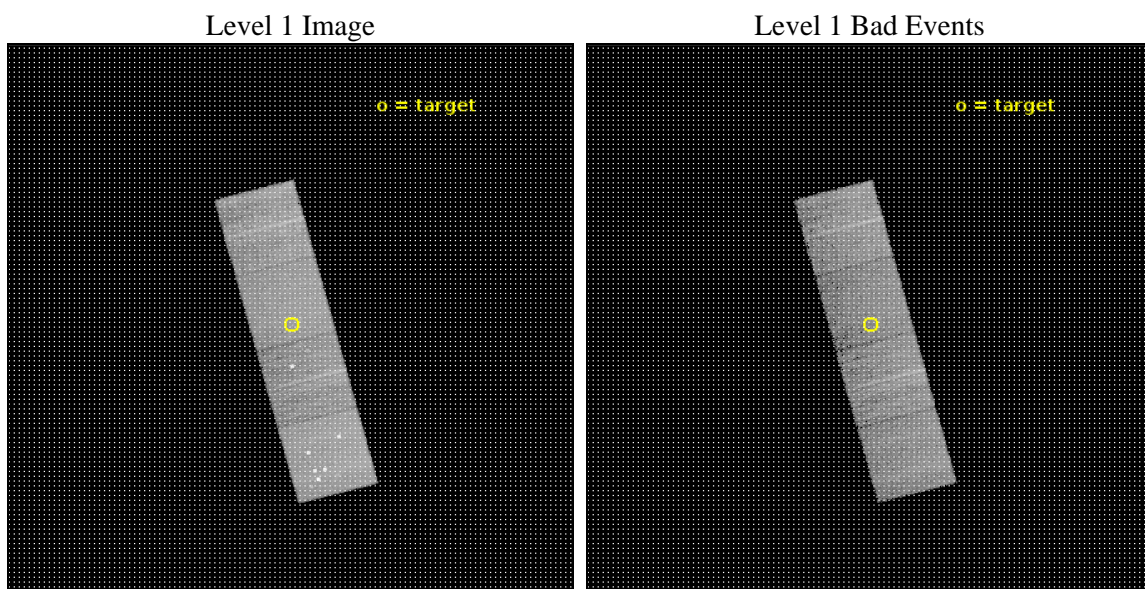 Level 1 Image
Level 1 Bad Events
o = target
o = target